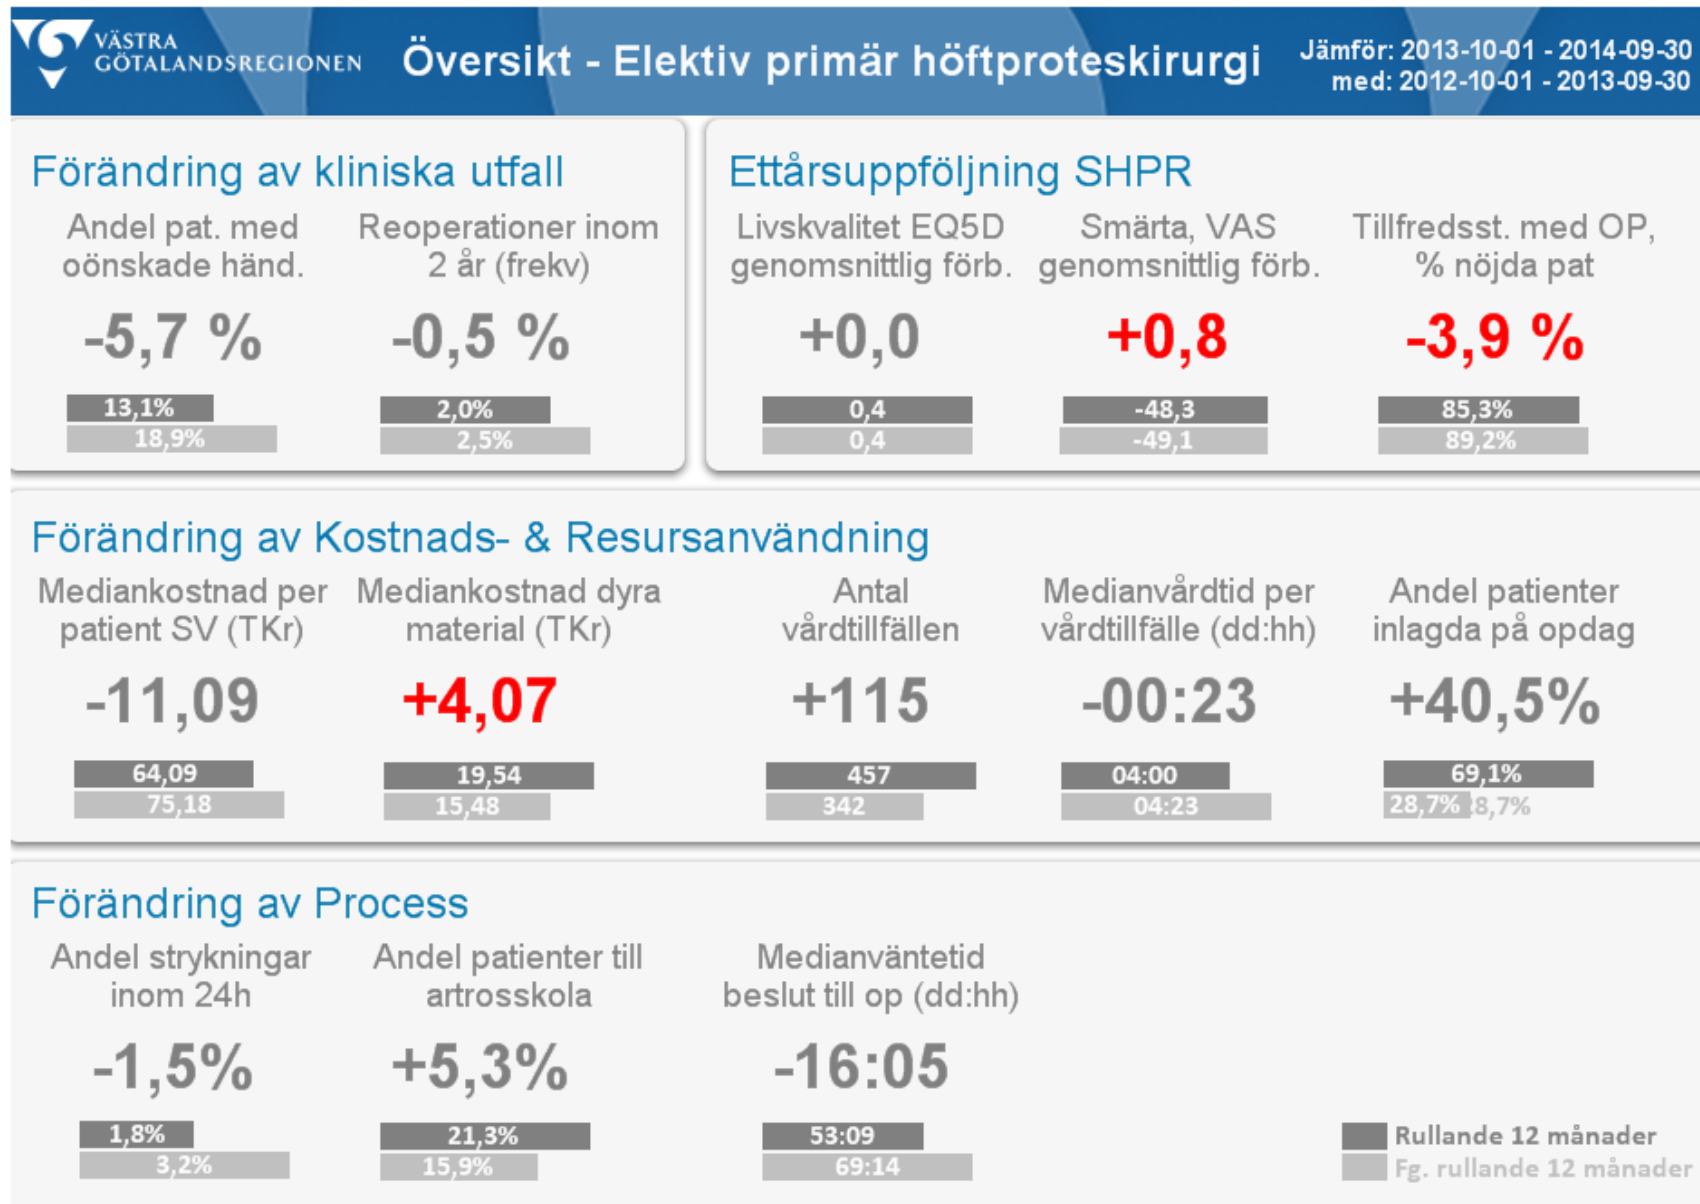 VÄSTRA
GÖTALANDSREGIONEN
Översikt - Elektiv primär höftproteskirurgi
Jämför: 2013-10-01 - 2014-09-30
med: 2012-10-01 - 2013-09-30
Förändring av kliniska utfall
Andel pat. med
oönskade händ.
-5,7 %
13,1%
18,9%
Reoperationer inom
2 år (frekv)
-0,5 %
2,0%
2,5%
Ettårsuppföljning SHPR
Livskvalitet EQ5D
genomsnittlig förb.
+0,0
0,4
0,4
Smärta, VAS
genomsnittlig förb.
+0,8
-48,3
-49,1
Tillfredsst. med OP,
% nöjda pat
-3,9 %
85,3%
89,2%
Förändring av Kostnads- & Resursanvändning
Mediankostnad per
patient SV (TKr)
-11,09
64,09
75,18
Mediankostnad dyra
material (TKr)
+4,07
19,54
15,48
Antal
vårdtillfällen
+115
457
342
Medianvårdtid per
vårdtillfälle (dd:hh)
-00:23
04:00
04:23
Andel patienter
inlagda på opdag
+40,5%
69,1%
28,7% 8,7%
Förändring av Process
Andel strykningar
inom 24h
-1,5%
1,8%
3,2%
Andel patienter till
artrosskola
+5,3%
21,3%
15,9%
Medianväntetid
beslut till op (dd:hh)
-16:05
53:09
69:14
Rullande 12 månader
Fg. rullande 12 månader